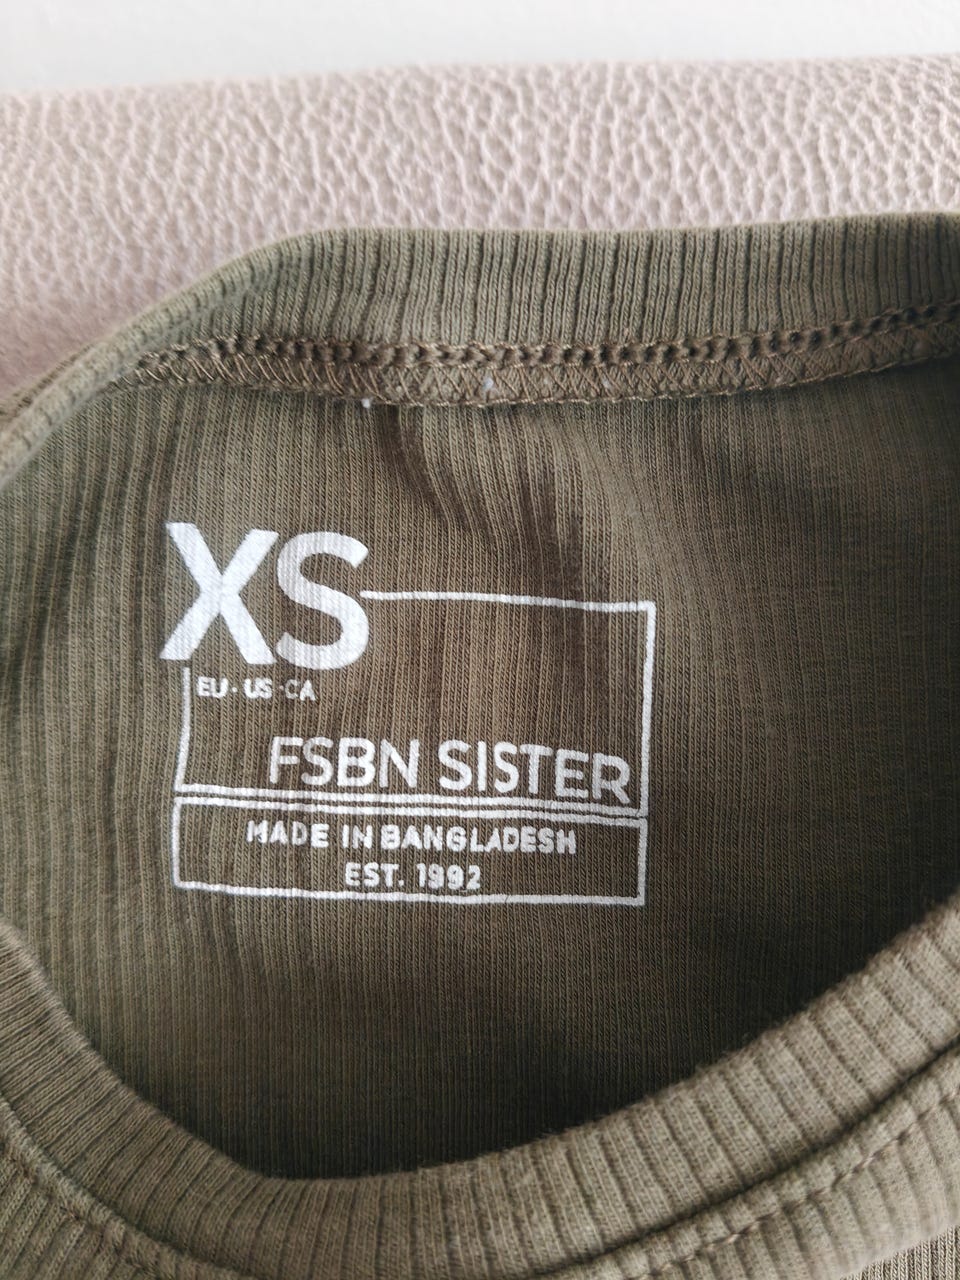 XS
EU · US · CA
FSBN SISTER
MADE IN BANGLADESH
EST. 1992